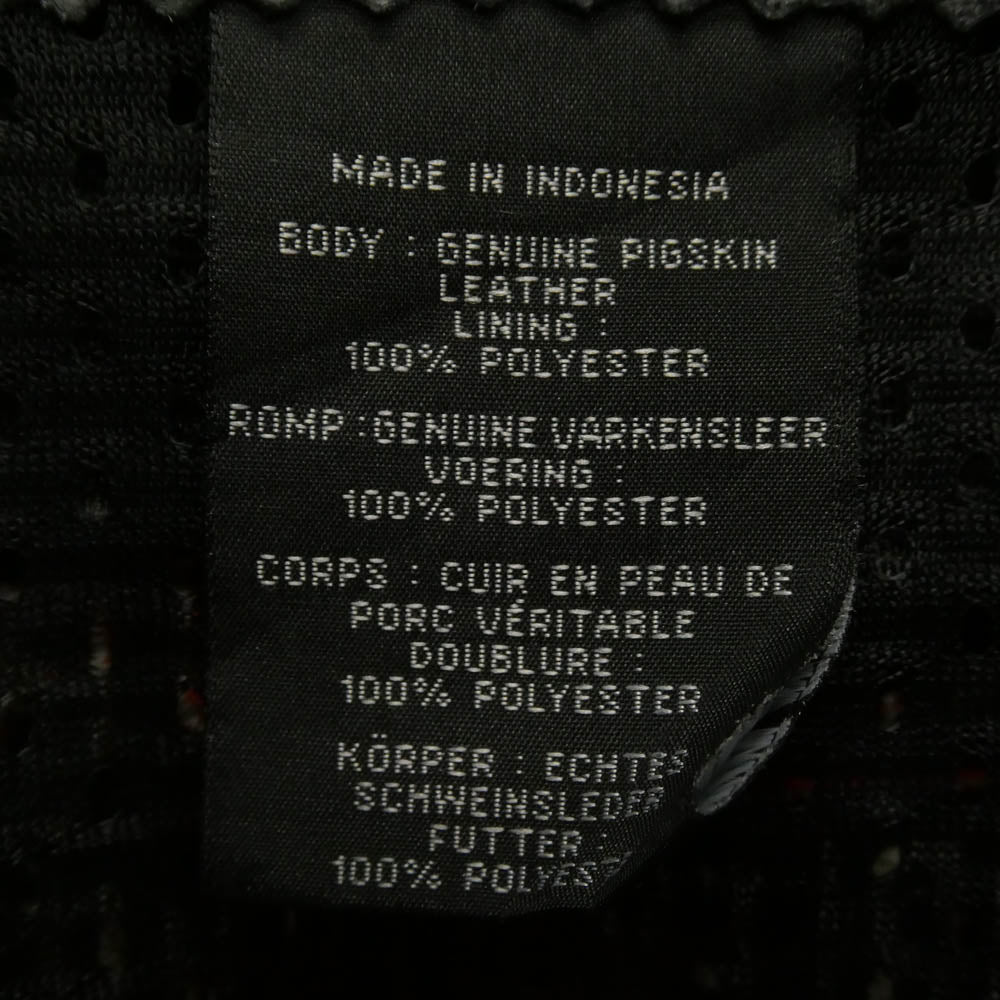 MADE IN INDONESIA
BODY : GENUINE PIGSKIN
LEATHER
LINING :
100% POLYESTER
ROMP :GENUINE VARKENSLEER
VOERING :
100% POLYESTER
CORPS : CUIR EN PEAU DE
PORC VÉRITABLE
DOUBLURE :
100% POLYESTER
KÖRPER : ECHTES
SCHWEINSLEDER
FUTTER :
100% POLYES